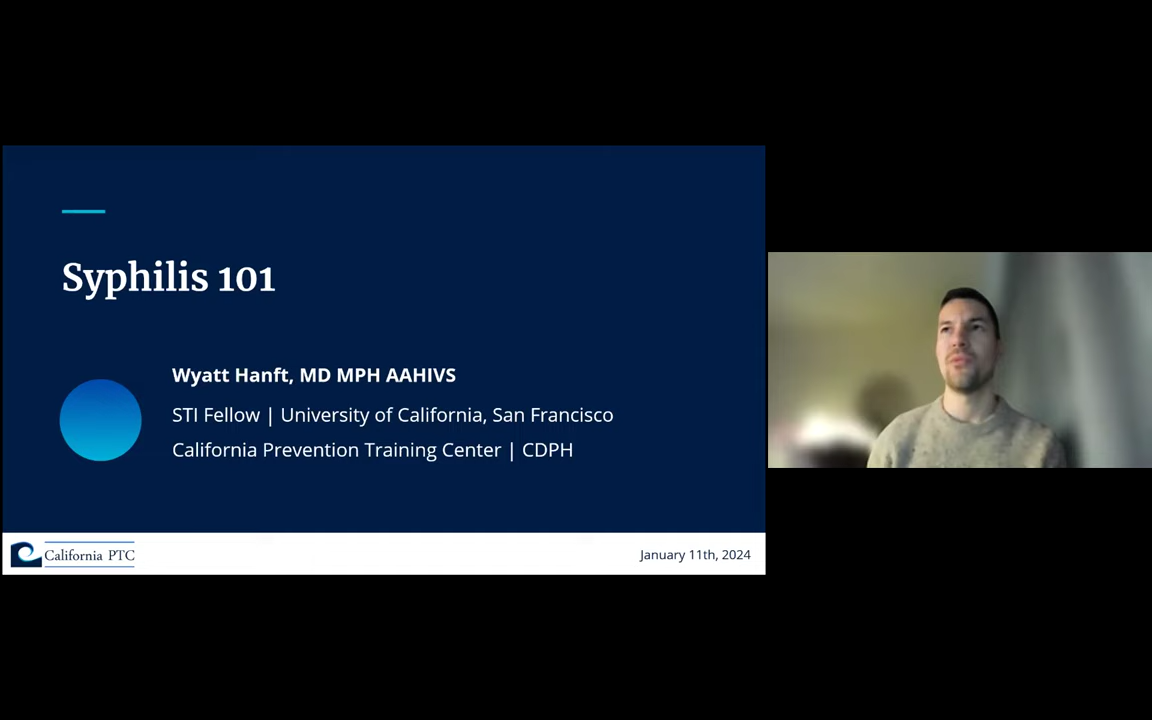 Syphilis 101
Wyatt Hanft, MD MPH AAHIVS
STI Fellow | University of California, San Francisco
California Prevention Training Center | CDPH
California PTC
January 11th, 2024